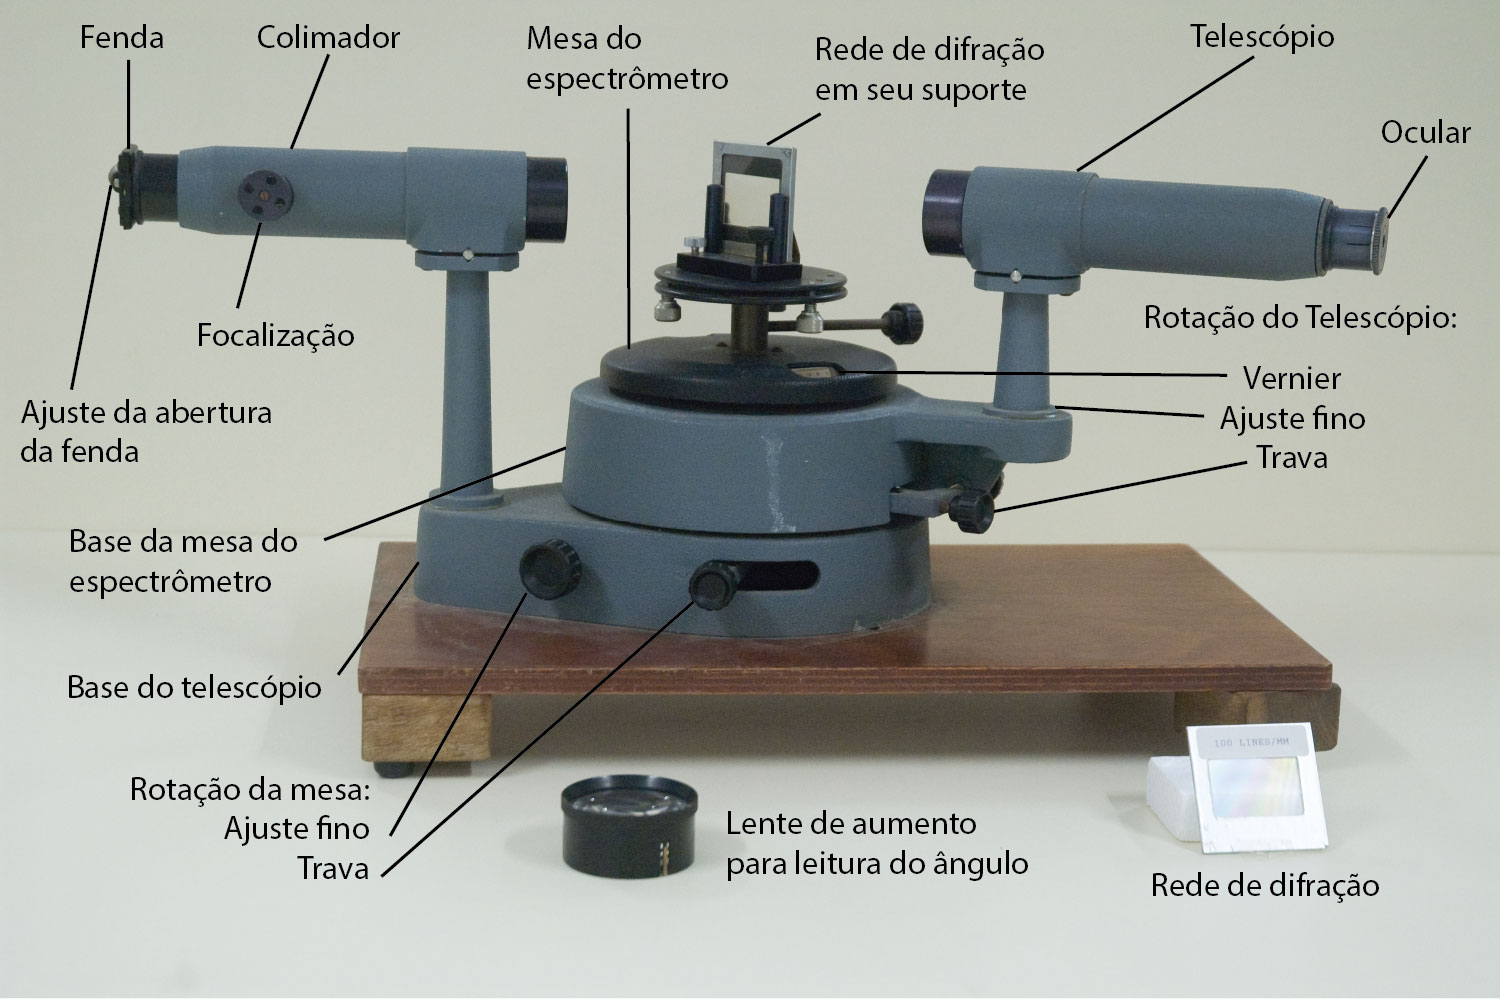 Fenda
Colimador
Mesa do
espectrômetro
Rede de difração
em seu suporte
Telescópio
Ocular
Focalização
Rotação do Telescópio:
Vernier
Ajuste fino
Trava
Ajuste da abertura
da fenda
Base da mesa do
espectrômetro
Base do telescópio
Rotação da mesa:
Ajuste fino
Trava
Lente de aumento
para leitura do ângulo
100 LINES/MM
Rede de difração